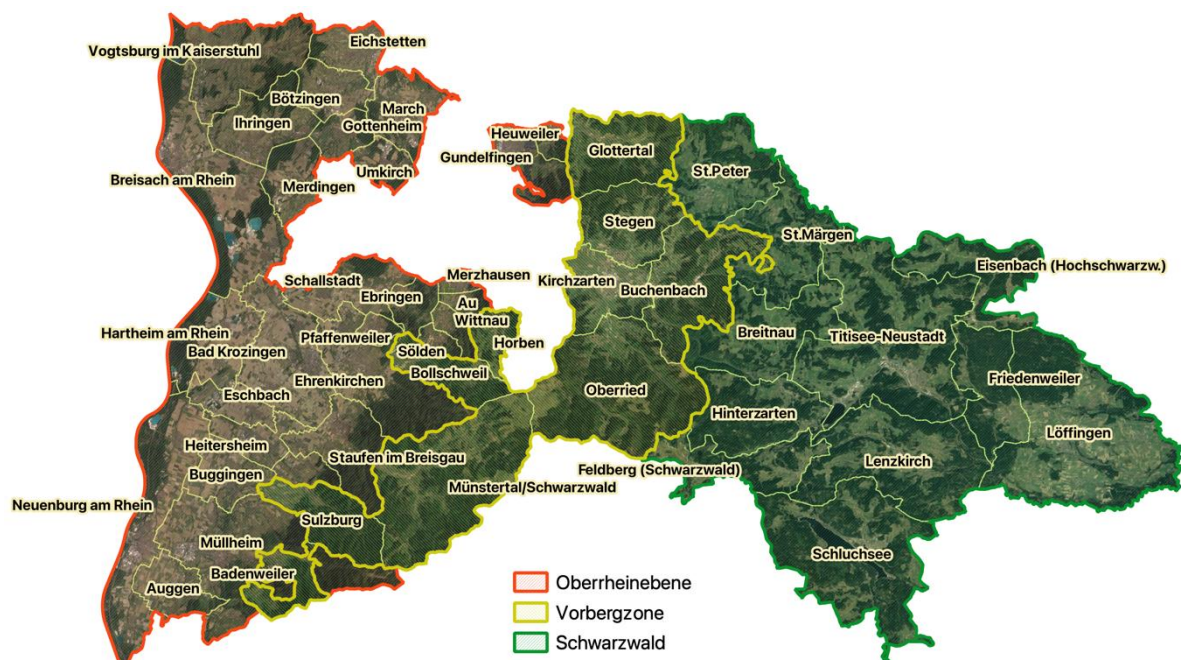 Vogtsburg im Kaiserstuhl
Eichstetten
Bötzingen
March
Ihringen
Gottenheim
Heuweiler
Gundelfingen
Glottertal
Umkirch
St.Peter
Breisach am Rhein
Merdingen
Stegen
St.Märgen
Eisenbach (Hochschwarzw.)
Schallstadt
Merzhausen
Kirchzarten
Ebringen
Buchenbach
Au
Wittnau
Hartheim am Rhein
Pfaffenweiler
Horben
Breitnau
Titisee-Neustadt
Bad Krozingen
Sölden
Bollschweil
Ehrenkirchen
Friedenweiler
Eschbach
Oberried
Hinterzarten
Löffingen
Heitersheim
Staufen im Breisgau
Lenzkirch
Buggingen
Feldberg (Schwarzwald)
Münstertal/Schwarzwald
Neuenburg am Rhein
Sulzburg
Müllheim
Schluchsee
Badenweiler
Auggen
Oberrheinebene
Vorbergzone
Schwarzwald